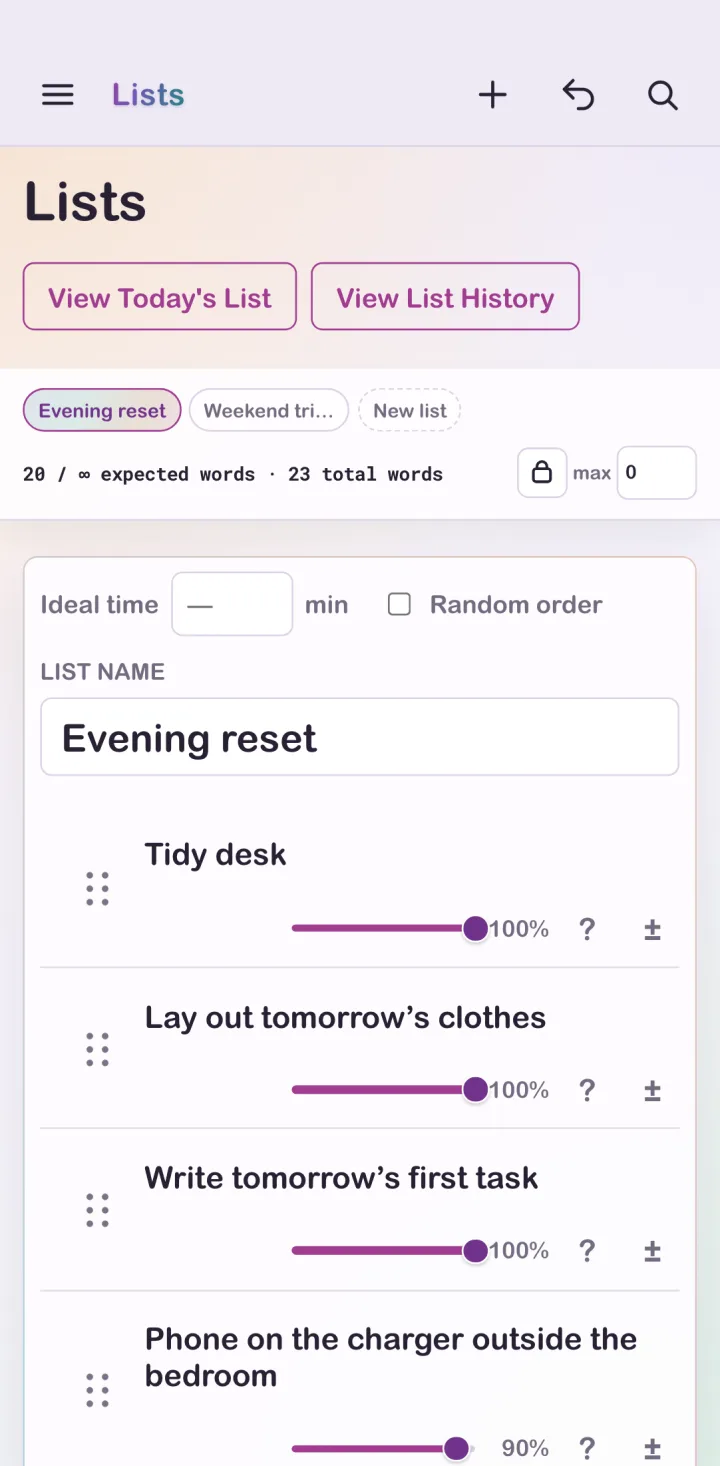 Lists
Lists
View Today's List
View List History
Evening reset
Weekend tri...
New list
20 / ∞ expected words · 23 total words
max 0
Ideal time — min
Random order
LIST NAME
Evening reset
Tidy desk
100% ? ±
Lay out tomorrow’s clothes
100% ? ±
Write tomorrow’s first task
100% ? ±
Phone on the charger outside the
bedroom
90% ? ±